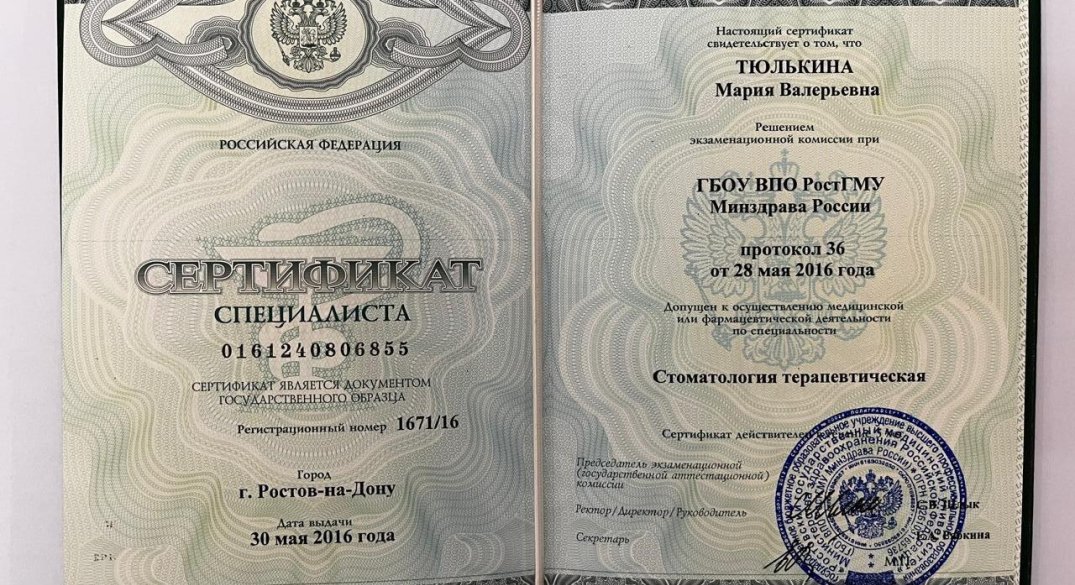 РОССИЙСКАЯ ФЕДЕРАЦИЯ
СЕРТИФИКАТ
СПЕЦИАЛИСТА
0161240806855
СЕРТИФИКАТ ЯВЛЯЕТСЯ ДОКУМЕНТОМ
ГОСУДАРСТВЕННОГО ОБРАЗЦА
Регистрационный номер 1671/16
Город
г. Ростов-на-Дону
Дата выдачи
30 мая 2016 года
Настоящий сертификат
свидетельствует о том, что
ТЮЛЬКИНА
Мария Валерьевна
Решением
экзаменационной комиссии при
ГБОУ ВПО РостГМУ
Минздрава России
протокол 36
от 28 мая 2016 года
Допущен к осуществлению медицинской
или фармацевтической деятельности
по специальности
Стоматология терапевтическая
Сертификат
Председатель экзаменационной
(государственной аттестационной)
комиссии
Ректор/Директор/Руководитель
Секретарь
М.П.